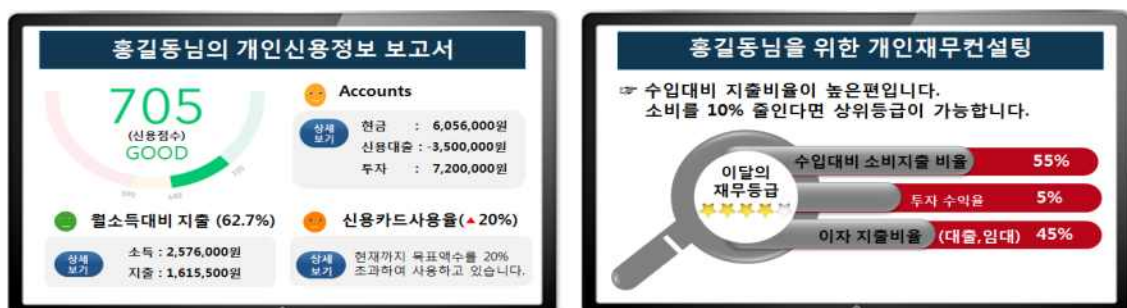 홍길동님의 개인신용정보 보고서
705
(신용점수)
GOOD
Accounts
상세
보기
현금 : 6,056,000원
신용대출 : -3,500,000원
투자 : 7,200,000원
월소득대비 지출 (62.7%)
상세
보기
소득 : 2,576,000원
지출 : 1,615,500원
신용카드사용율(▲20%)
상세
보기
현재까지 목표액수를 20%
초과하여 사용하고 있습니다.
홍길동님을 위한 개인재무컨설팅
☞ 수입대비 지출비율이 높은편입니다.
소비를 10% 줄인다면 상위등급이 가능합니다.
이달의
재무등급
수입대비 소비지출 비율 55%
투자 수익율 5%
이자 지출비율 (대출,임대) 45%